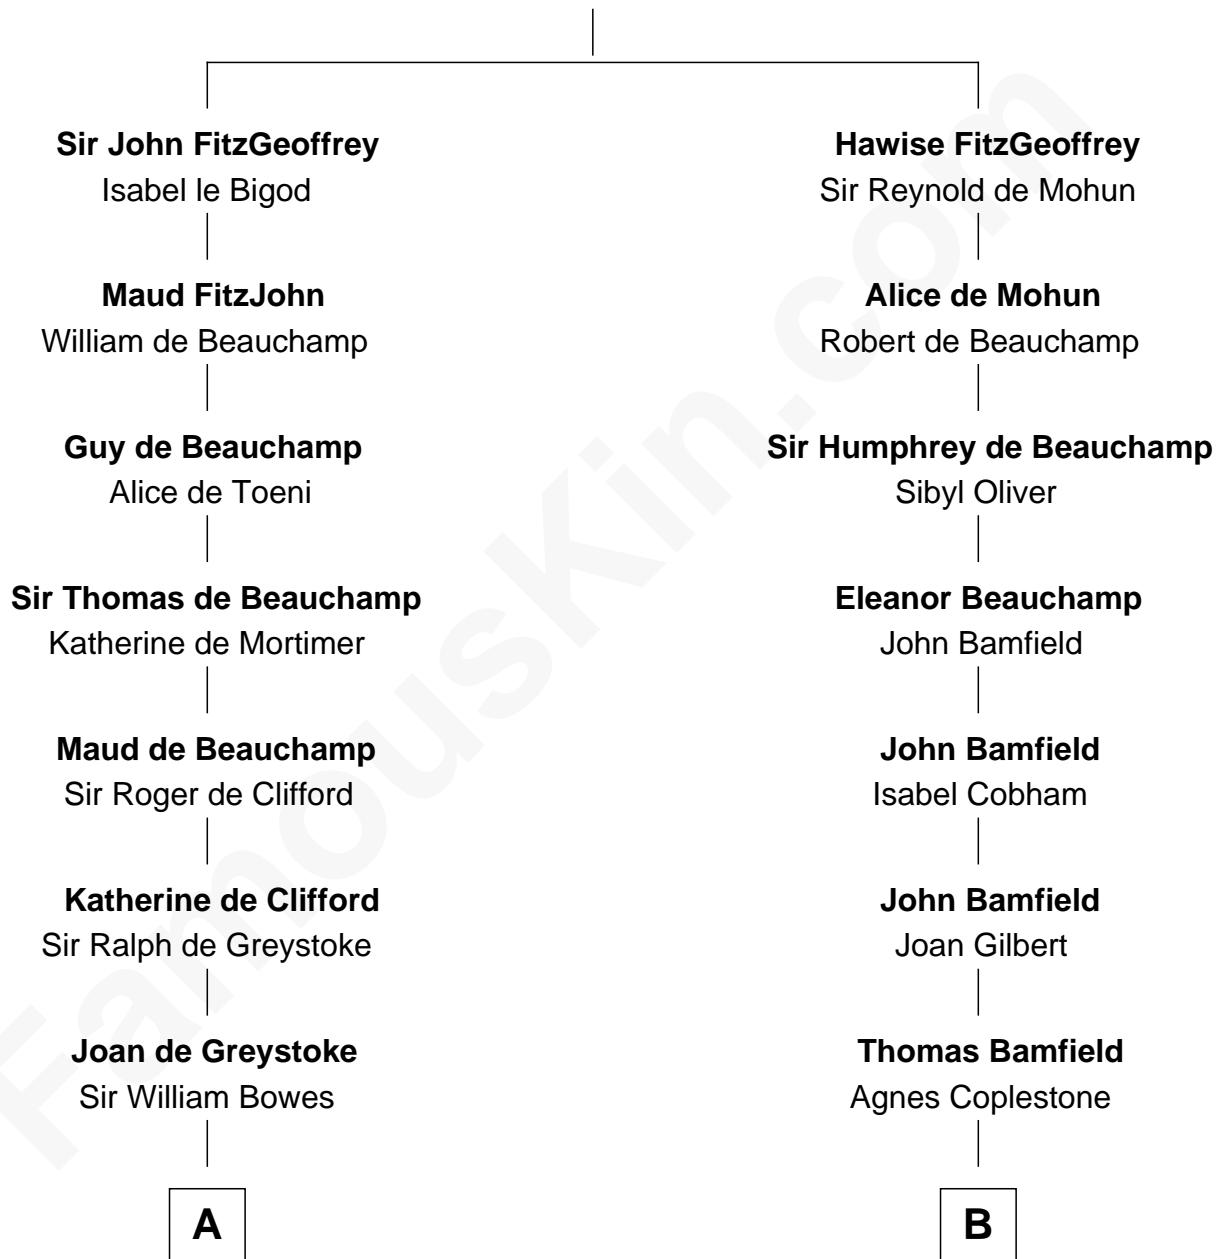 Sir John FitzGeoffrey
Isabel le Bigod
Maud FitzJohn
William de Beauchamp
Guy de Beauchamp
Alice de Toeni
Sir Thomas de Beauchamp
Katherine de Mortimer
Maud de Beauchamp
Sir Roger de Clifford
Katherine de Clifford
Sir Ralph de Greystoke
Joan de Greystoke
Sir William Bowes
A
Hawise FitzGeoffrey
Sir Reynold de Mohun
Alice de Mohun
Robert de Beauchamp
Sir Humphrey de Beauchamp
Sibyl Oliver
Eleanor Beauchamp
John Bamfield
John Bamfield
Isabel Cobham
John Bamfield
Joan Gilbert
Thomas Bamfield
Agnes Coplestone
B
FamousKin.com